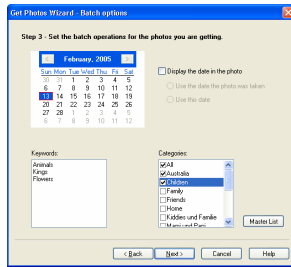 Get Photos Wizard - Batch options
Step 3 - Set the batch operations for the photos you are getting.
February, 2005
Sun Mon Tue Wed Thu Fri Sat
30 31 1 2 3 4 5
6 7 8 9 10 11 12
13 14 15 16 17 18 19
20 21 22 23 24 25 26
27 28 1 2 3 4 5
6 7 8 9 10 11 12
Display the date in the photo
Use the date the photo was taken
Use this date
Keywords:
Animals
Kings
Flowers
Categories:
All
Australia
Children
Family
Friends
Home
Kiddies und Familie
Mami und Papi
Master List
< Back
Next >
Cancel
Help